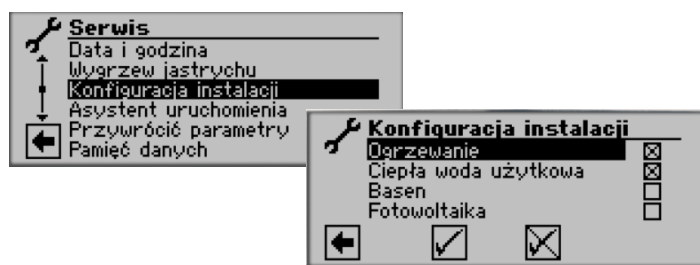 Serwis
Data i godzina
Wygrzew jastrychu
Konfiguracja instalacji
Asystent uruchomienia
Przywrócić parametry
Pamięć danych
Konfiguracja instalacji
Ogrzewanie
Ciepła woda użytkowa
Basen
Fotowoltaika